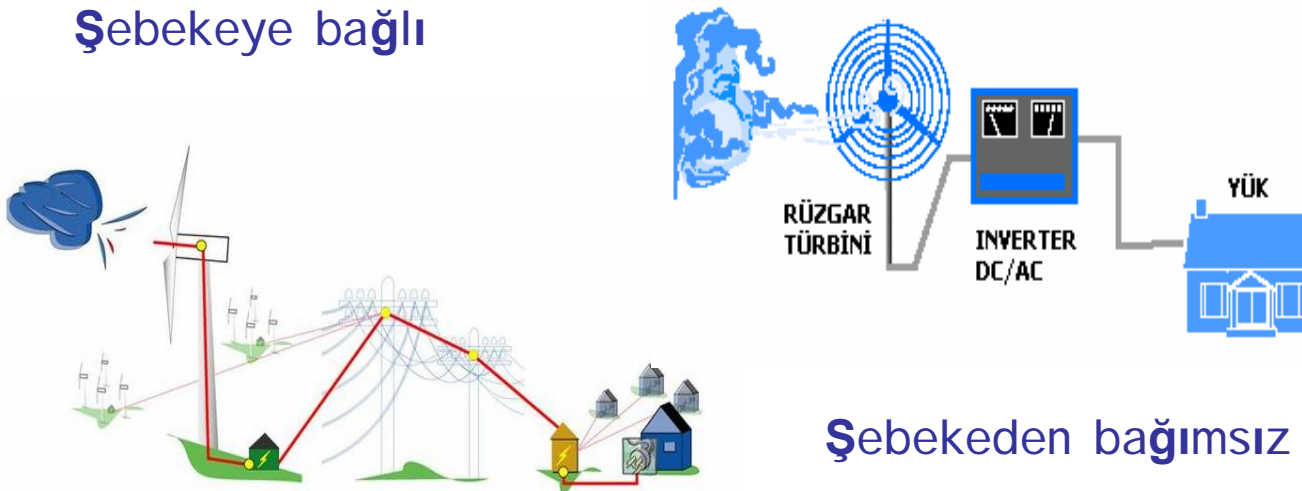 Şebekeye bağlı
RÜZGAR
TÜRBİNİ
INVERTER
DC/AC
YÜK
Şebekeden bağımsız